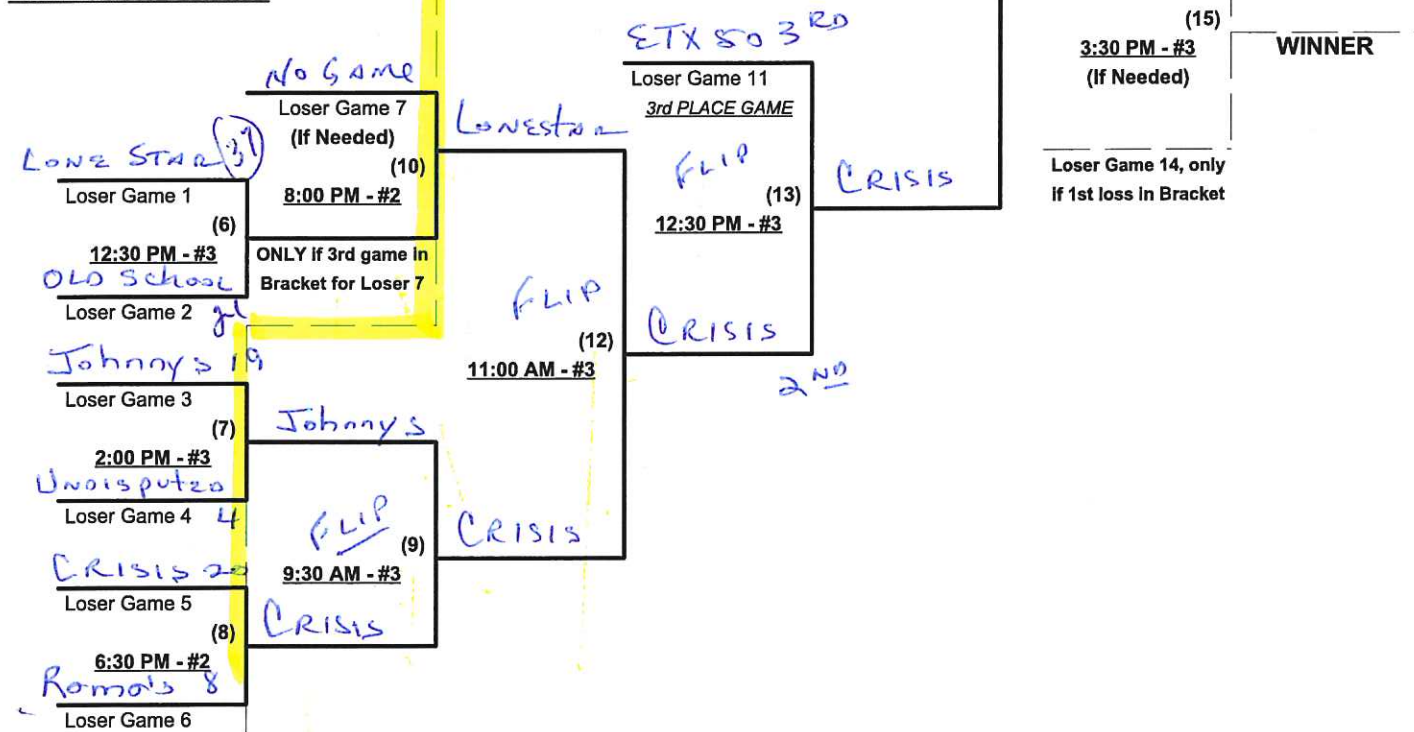 ETX 50 3RD
(15)
3:30 PM - #3
(If Needed)
WINNER
NO GAME
Loser Game 11
3rd PLACE GAME
Loser Game 7
(If Needed)
(10)
8:00 PM - #2
LONESTAR
FLIP
(13)
12:30 PM - #3
CRISIS
Loser Game 14, only
if 1st loss in Bracket
LONE STAR
Loser Game 1
(6)
12:30 PM - #3
ONLY if 3rd game in
Bracket for Loser 7
OLD School
Loser Game 2
FLIP
(12)
11:00 AM - #3
CRISIS
2ND
Johnnys 19
Loser Game 3
(7)
2:00 PM - #3
Johnnys
UNDISPUTED
Loser Game 4 4
FLIP
(9)
9:30 AM - #3
CRISIS
CRISIS 20
Loser Game 5
(8)
6:30 PM - #2
CRISIS
Romo's 8
Loser Game 6